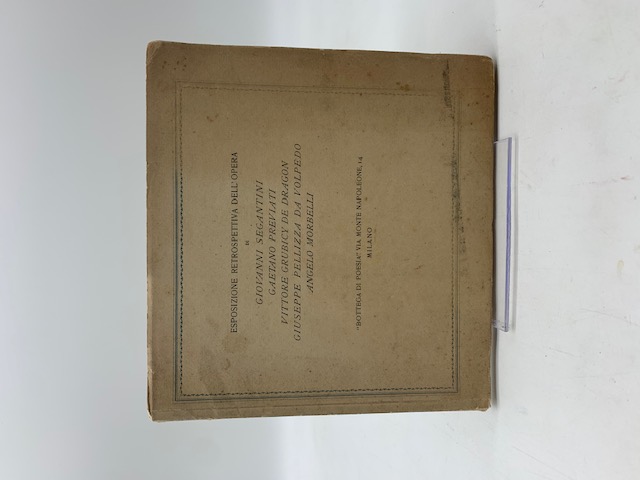 ESPOSIZIONE RETROSPETTIVA DELL'OPERA
DI
GIOVANNI SEGANTINI
GAETANO PREVIATI
VITTORE GRUBICY DE DRAGON
GIUSEPPE PELLIZZA DA VOLPEDO
ANGELO MORBELLI
"BOTTEGA DI POESIA" VIA MONTE NAPOLEONE, 14
MILANO